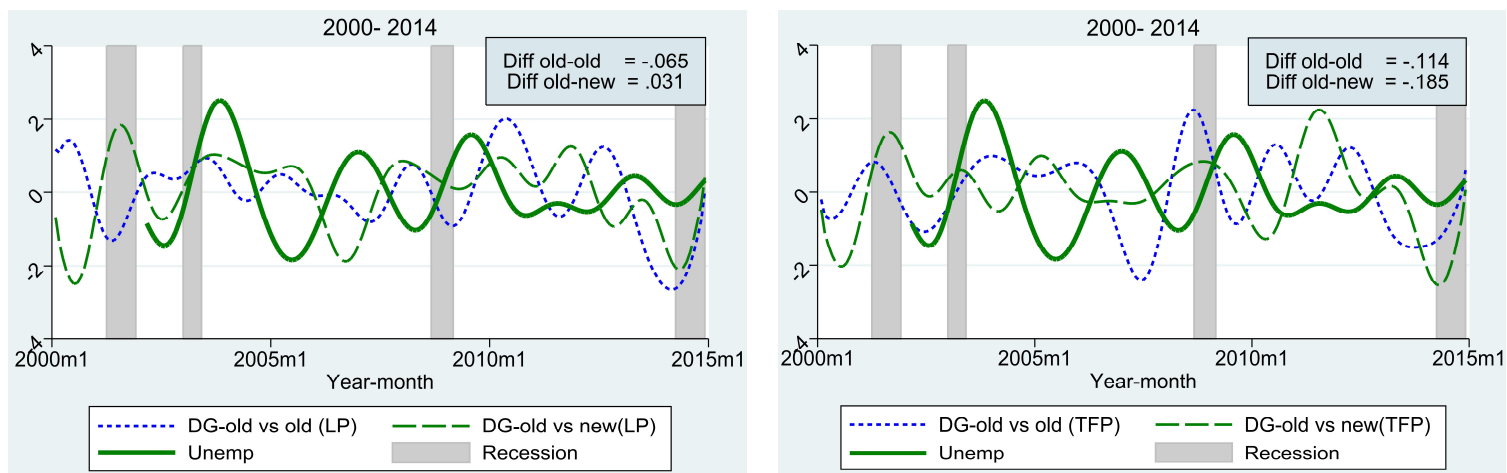 2000- 2014
Diff old-old = -.065
Diff old-new = .031
4
2
0
-2
-4
2000m1 2005m1 2010m1 2015m1
Year-month
DG-old vs old (LP) DG-old vs new(LP)
Unemp Recession
2000- 2014
Diff old-old = -.114
Diff old-new = -.185
4
2
0
-2
-4
2000m1 2005m1 2010m1 2015m1
Year-month
DG-old vs old (TFP) DG-old vs new(TFP)
Unemp Recession